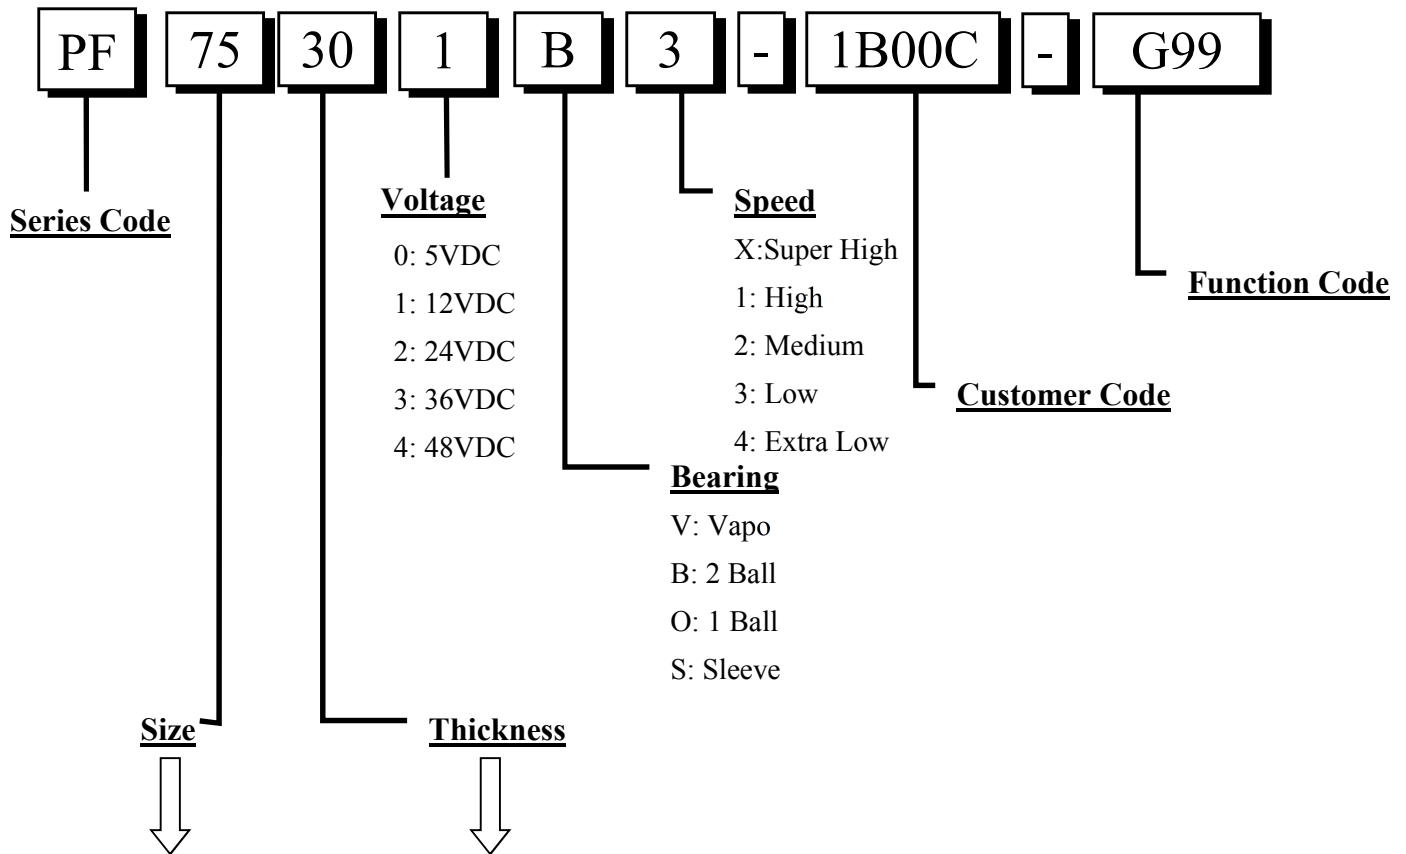 PF 75 30 1 B 3 - 1B00C - G99
Series Code
Voltage
0: 5VDC
1: 12VDC
2: 24VDC
3: 36VDC
4: 48VDC
Speed
X:Super High
1: High
2: Medium
3: Low
4: Extra Low
Function Code
Customer Code
Bearing
V: Vapo
B: 2 Ball
O: 1 Ball
S: Sleeve
Size
Thickness